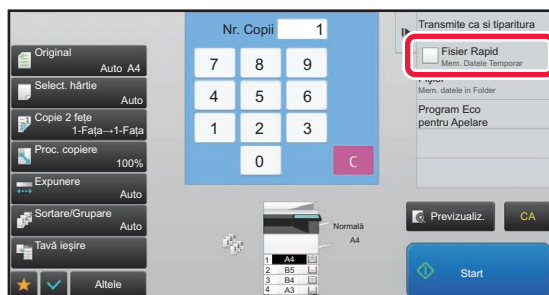 Original
Auto A4
Select. hârtie
Auto
Copie 2 fețe
1-Fața→1-Fața
Proc. copiere
100%
Expunere
Auto
Sortare/Grupare
Auto
Tavă ieșire
Altele
Nr. Copii 1
7 8 9
4 5 6
1 2 3
0 C
Normală
A4
1 A4
2 B5
3 B4
4 A3
Transmite ca si tiparitura
Fisier Rapid
Mem. Datele Temporar
Fișier
Mem. datele in Folder
Program Eco
pentru Apelare
Previzualiz. CA
Start